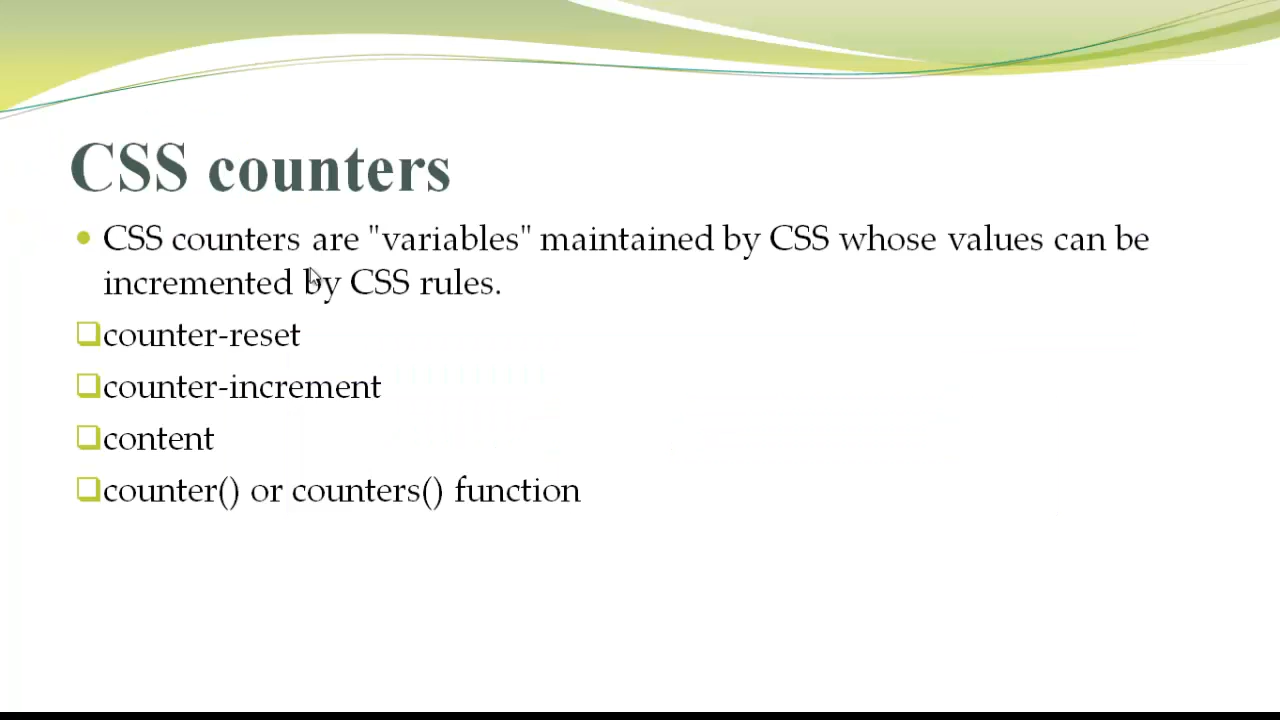 CSS counters
CSS counters are "variables" maintained by CSS whose values can be
incremented by CSS rules.
counter-reset
counter-increment
content
counter() or counters() function